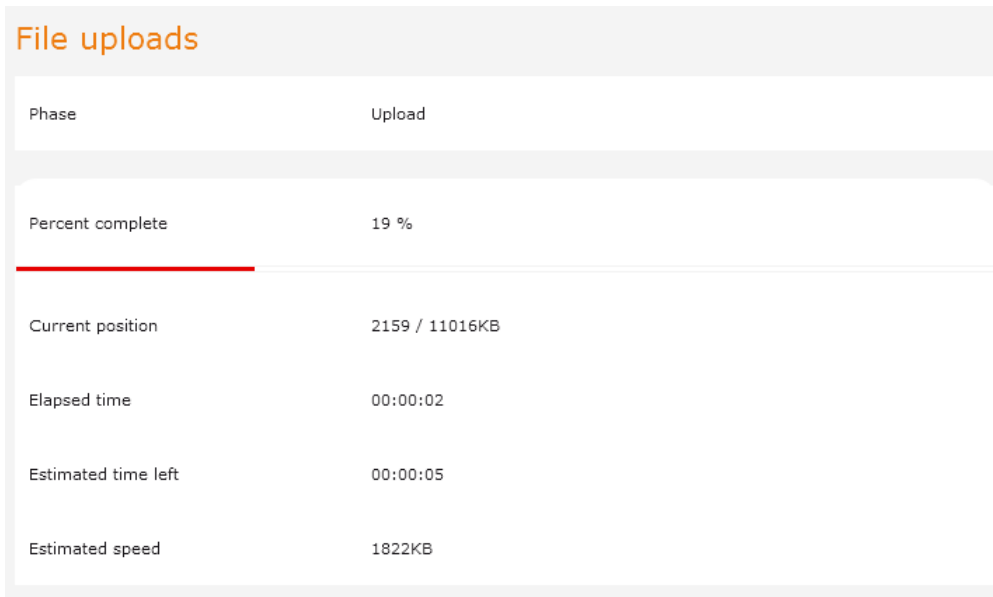 File uploads
Phase Upload
Percent complete 19 %
Current position 2159 / 11016KB
Elapsed time 00:00:02
Estimated time left 00:00:05
Estimated speed 1822KB